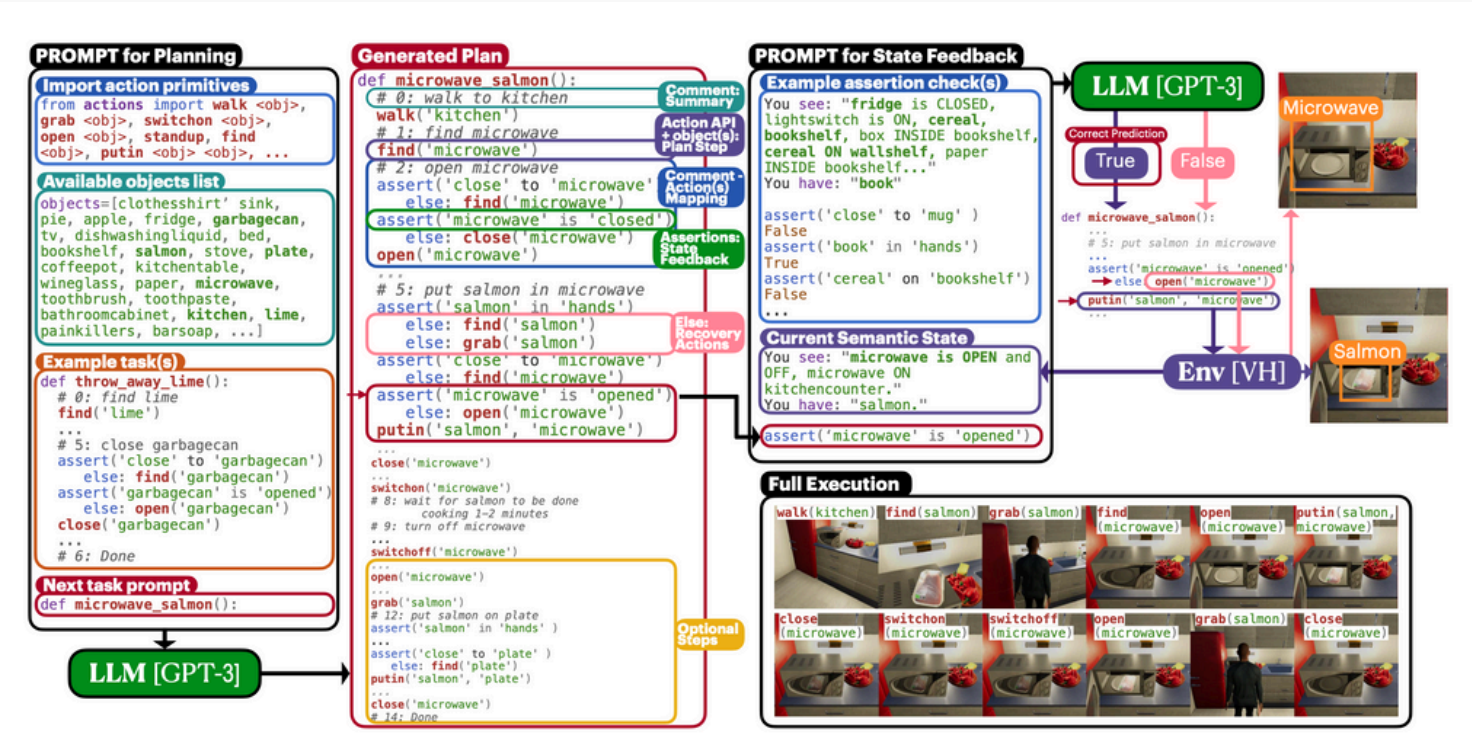 PROMPT for Planning
Import action primitives
from actions import walk <obj>,
grab <obj>, switchon <obj>,
open <obj>, standup, find
<obj>, putin <obj> <obj>, ...
Available objects list
objects=[clothesshirt’ sink,
pie, apple, fridge, garbagecan,
tv, dishwashingliquid, bed,
bookshelf, salmon, stove, plate,
coffeepot, kitchentable,
wineglass, paper, microwave,
toothbrush, toothpaste,
bathroomcabinet, kitchen, lime,
painkillers, barsoap, ...]
Example task(s)
def throw_away_lime():
# 0: find lime
find('lime')
...
# 5: close garbagecan
assert('close' to 'garbagecan')
else: find('garbagecan')
assert('garbagecan' is 'opened')
else: open('garbagecan')
close('garbagecan')
...
# 6: Done
Next task prompt
def microwave_salmon():
LLM [GPT-3]
Generated Plan
def microwave_salmon():
# 0: walk to kitchen
walk('kitchen')
# 1: find microwave
find('microwave')
# 2: open microwave
assert('close' to 'microwave'
else: find('microwave')
assert('microwave' is 'closed')
else: close('microwave')
open('microwave')
...
# 5: put salmon in microwave
assert('salmon' in 'hands')
else: find('salmon')
else: grab('salmon')
assert('close' to 'microwave')
else: find('microwave')
assert('microwave' is 'opened')
else: open('microwave')
putin('salmon', 'microwave')
...
close('microwave')
...
switchon('microwave')
# 8: wait for salmon to be done
cooking 1-2 minutes
# 9: turn off microwave
...
switchoff('microwave')
...
open('microwave')
...
grab('salmon')
# 12: put salmon on plate
assert('salmon' in 'hands' )
...
assert('close' to 'plate' )
else: find('plate')
putin('salmon', 'plate')
...
close('microwave')
# 14: Done
Comment:
Summary
Action API
+ object(s):
Plan Step
Comment -
Action(s)
Mapping
Assertions:
State
Feedback
Else:
Recovery
Actions
Optional
Steps
PROMPT for State Feedback
Example assertion check(s)
You see: "fridge is CLOSED,
lightswitch is ON, cereal,
bookshelf, box INSIDE bookshelf,
cereal ON wallshelf, paper
INSIDE bookshelf..."
You have: "book"
assert('close' to 'mug' )
False
assert('book' in 'hands')
True
assert('cereal' on 'bookshelf')
False
...
Current Semantic State
You see: "microwave is OPEN and
OFF, microwave ON
kitchencounter."
You have: "salmon."
assert('microwave' is 'opened')
LLM [GPT-3]
Correct Prediction
True
False
def microwave_salmon():
...
# 5: put salmon in microwave
...
assert('microwave' is 'opened')
else: open('microwave')
putin('salmon', 'microwave')
...
Env [VH]
Microwave
Salmon
Full Execution
walk(kitchen)
find(salmon)
grab(salmon)
find
(microwave)
open
(microwave)
putin(salmon,
microwave)
close
(microwave)
switchon
(microwave)
switchoff
(microwave)
open
(microwave)
grab(salmon)
close
(microwave)